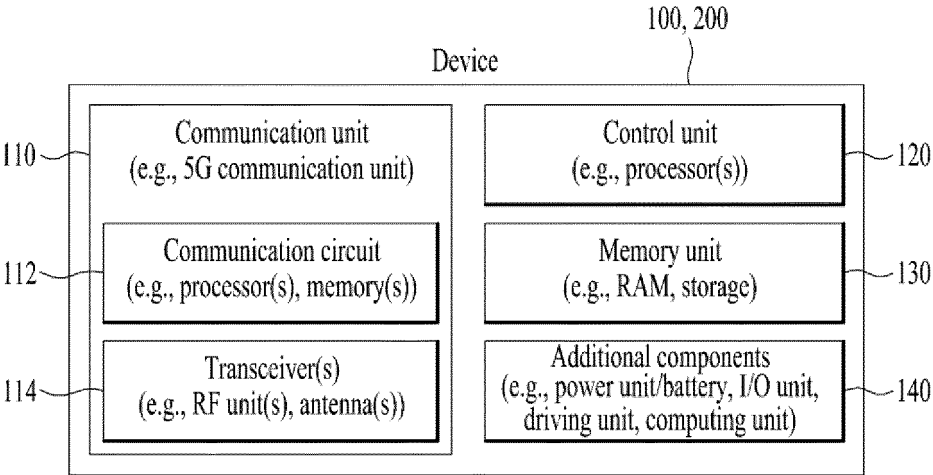 100, 200
Device
110
Communication unit
(e.g., 5G communication unit)
Control unit
(e.g., processor(s))
120
112
Communication circuit
(e.g., processor(s), memory(s))
Memory unit
(e.g., RAM, storage)
130
114
Transceiver(s)
(e.g., RF unit(s), antenna(s))
Additional components
(e.g., power unit/battery, I/O unit,
driving unit, computing unit)
140